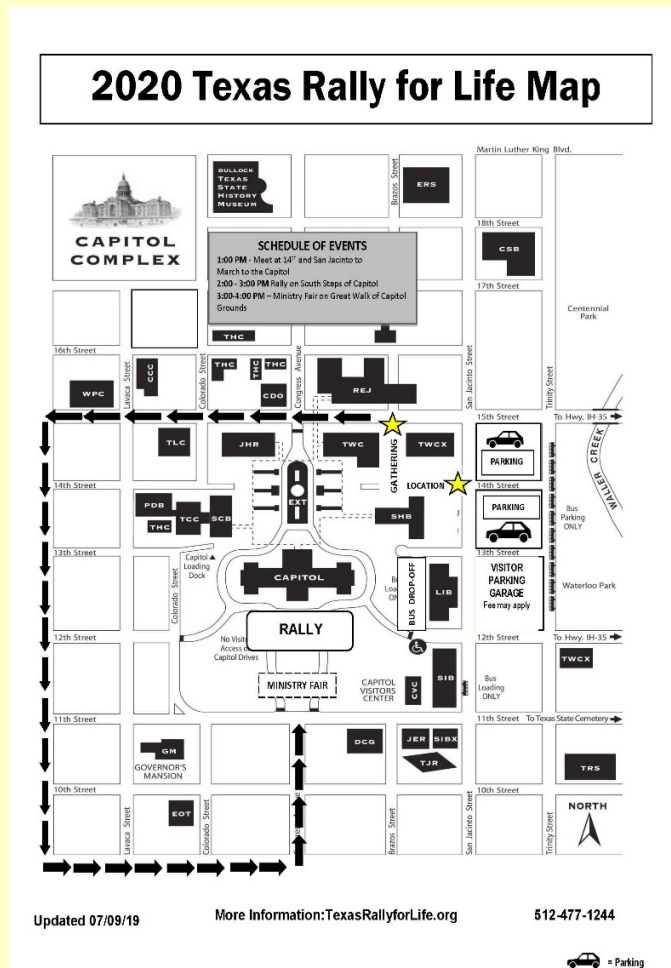 2020 Texas Rally for Life Map
Martin Luther King Blvd.
BULLOCK
TEXAS
STATE
HISTORY
MUSEUM
Brazos Street
ERS
18th Street
CAPITOL
COMPLEX
CSB
SCHEDULE OF EVENTS
1:00 PM - Meet at 14ST and San Jacinto to
March to the Capitol
2:00 - 3:00 PM Rally on South Steps of Capitol
3:00-4:00 PM – Ministry Fair on Great Walk of Capitol
Grounds
17th Street
Centennial
Park
16th Street
THC
Lavaca Street
Colorado Street
Congress Avenue
San Jacinto Street
Trinity Street
WPC
CCC
THC
THC
THC
CDO
REJ
15th Street
To Hwy. IH-35
TLC
JHR
TWC
TWCX
GATHERING
LOCATION
PARKING
WALLER CREEK
14th Street
14th Street
EXT
PARKING
PDB
THC
TCC
SCB
SHB
Bus
Parking
ONLY
13th Street
13th Street
Capitol
Loading
Dock
Colorado Street
CAPITOL
BUS DROP-OFF
LIB
VISITOR
PARKING
GARAGE
Fee may apply
Waterloo Park
12th Street
12th Street
To Hwy. IH-35
RALLY
Capitol Drives
MINISTRY FAIR
CAPITOL
VISITORS
CENTER
CVC
SIB
Bus
Loading
ONLY
TWCX
11th Street
11th Street
To Texas State Cemetery
GM
GOVERNOR'S
MANSION
DCG
JER
SIBX
TJR
TRS
10th Street
10th Street
Lavaca Street
EOT
Colorado Street
Brazos Street
San Jacinto Street
Trinity Street
NORTH
Updated 07/09/19
More Information:TexasRallyforLife.org
512-477-1244
= Parking